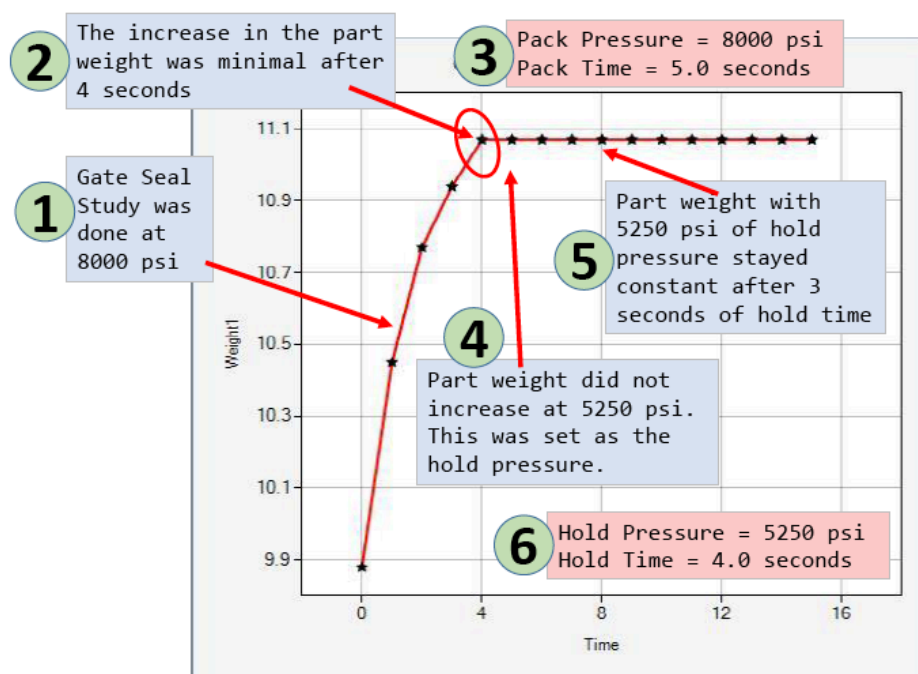 2
The increase in the part
weight was minimal after
4 seconds
3
Pack Pressure = 8000 psi
Pack Time = 5.0 seconds
1
Gate Seal
Study was
done at
8000 psi
5
Part weight with
5250 psi of hold
pressure stayed
constant after 3
seconds of hold time
4
Part weight did not
increase at 5250 psi.
This was set as the
hold pressure.
6
Hold Pressure = 5250 psi
Hold Time = 4.0 seconds
Weight1
11.1
10.9
10.7
10.5
10.3
10.1
9.9
0 4 8 12 16
Time